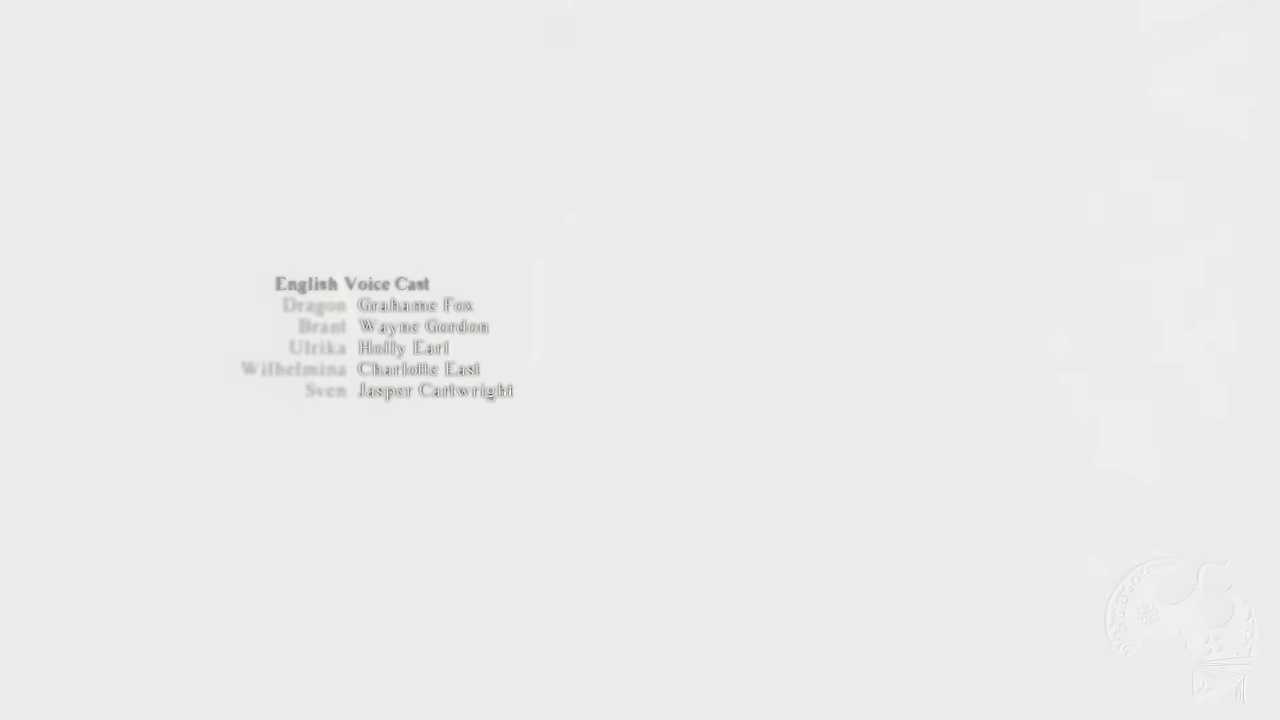 English Voice Cast
Dragon Grahame Fox
Brant Wayne Gordon
Ulrika Holly Earl
Wilhelmina Charlotte East
Sven Jasper Cartwright